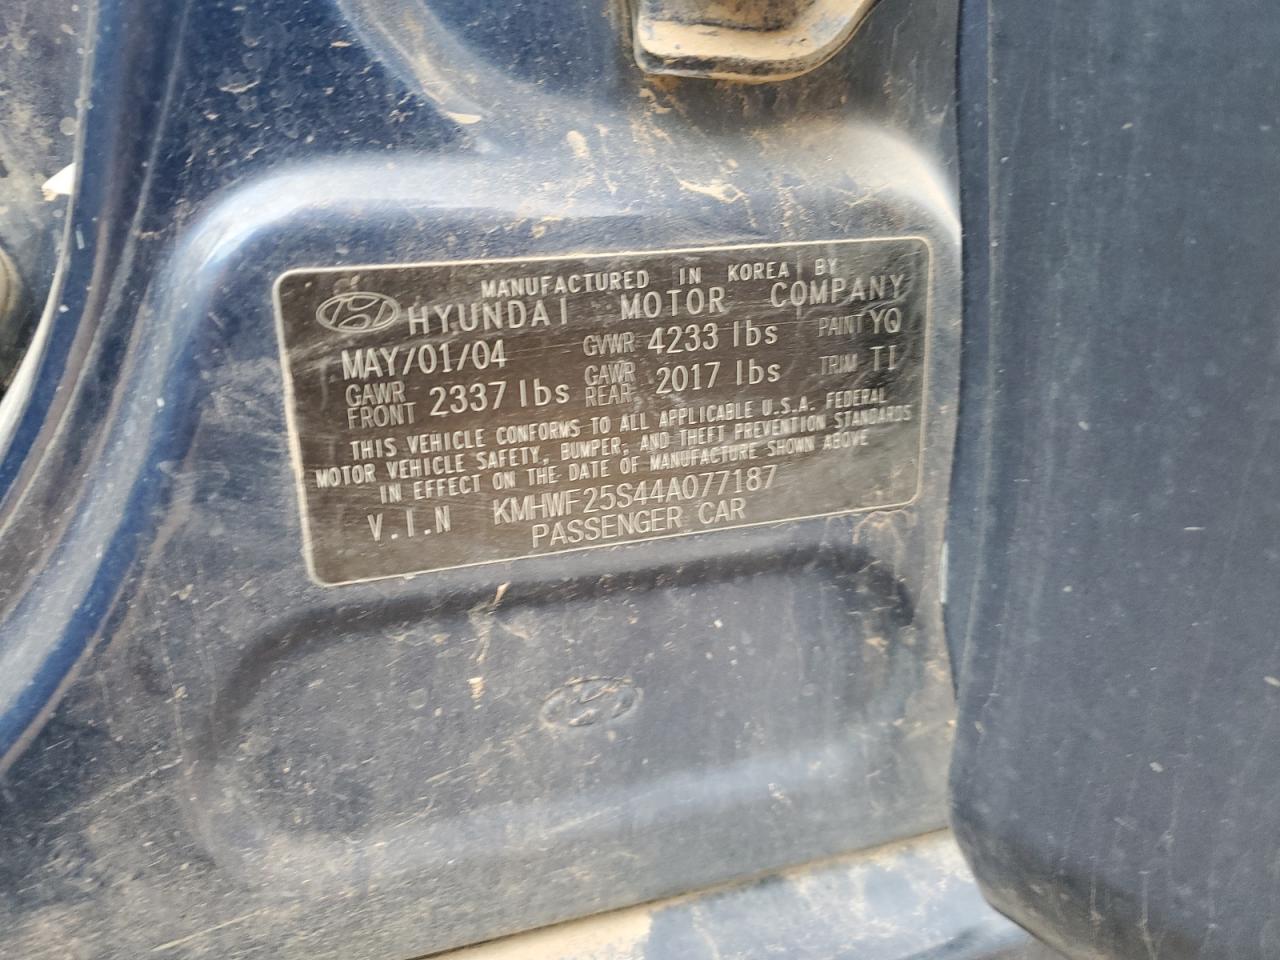 MANUFACTURED IN KOREA BY
HYUNDAI MOTOR COMPANY
MAY/01/04 GVWR 4233 lbs PAINT YQ
GAWR FRONT 2337 lbs GAWR REAR 2017 lbs TRIM TI
THIS VEHICLE CONFORMS TO ALL APPLICABLE U.S.A. FEDERAL
MOTOR VEHICLE SAFETY, BUMPER, AND THEFT PREVENTION STANDARDS
IN EFFECT ON THE DATE OF MANUFACTURE SHOWN ABOVE
V.I.N KMHWF25S44A077187
PASSENGER CAR